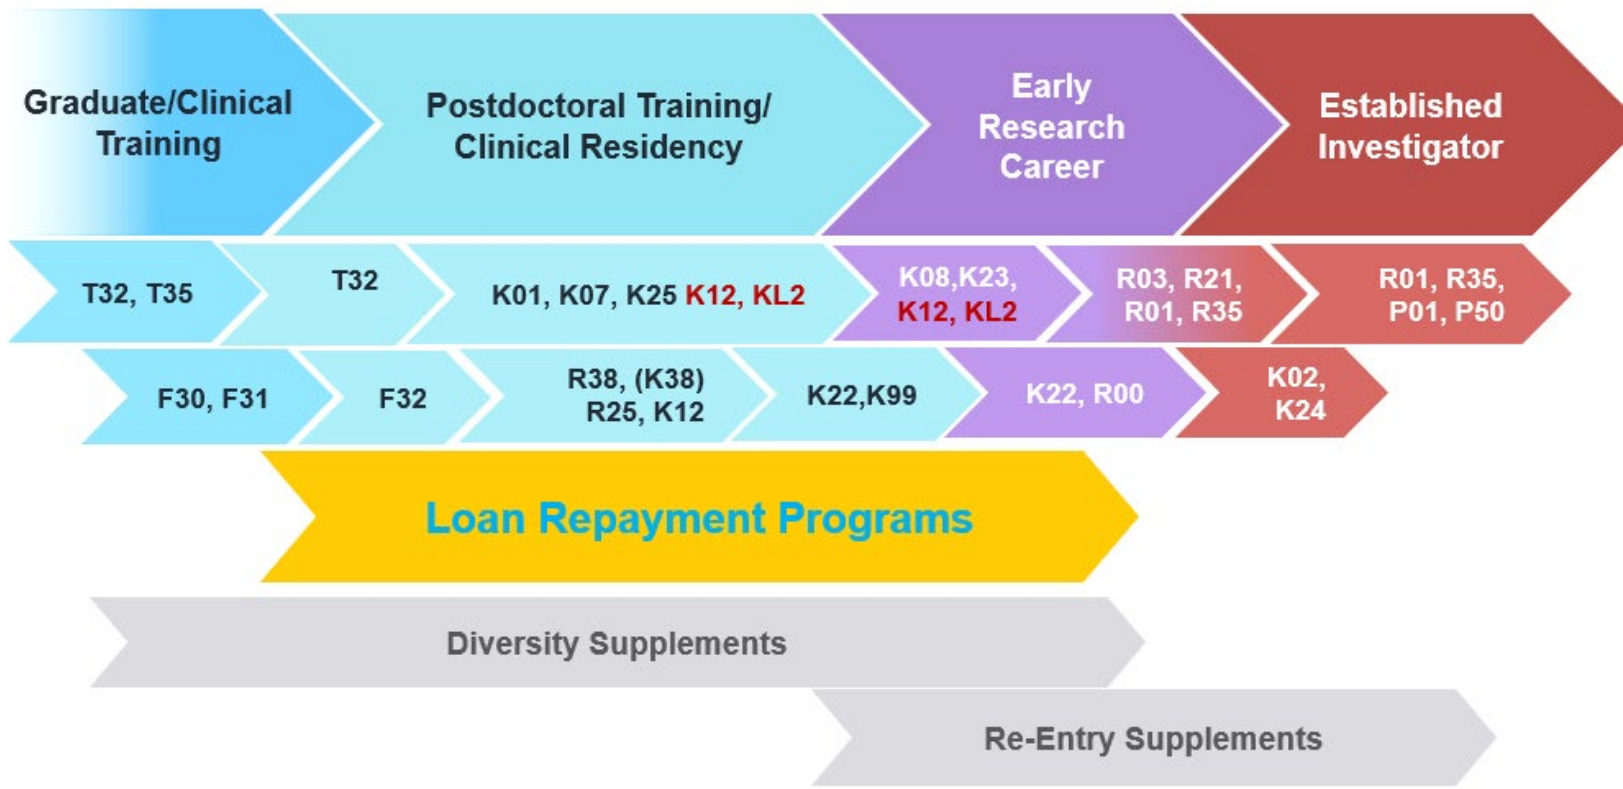 Graduate/Clinical
Training
Postdoctoral Training/
Clinical Residency
Early
Research
Career
Established
Investigator
T32, T35
T32
K01, K07, K25 K12, KL2
K08,K23,
K12, KL2
R03, R21,
R01, R35
R01, R35,
P01, P50
F30, F31
F32
R38, (K38)
R25, K12
K22,K99
K22, R00
K02,
K24
Loan Repayment Programs
Diversity Supplements
Re-Entry Supplements